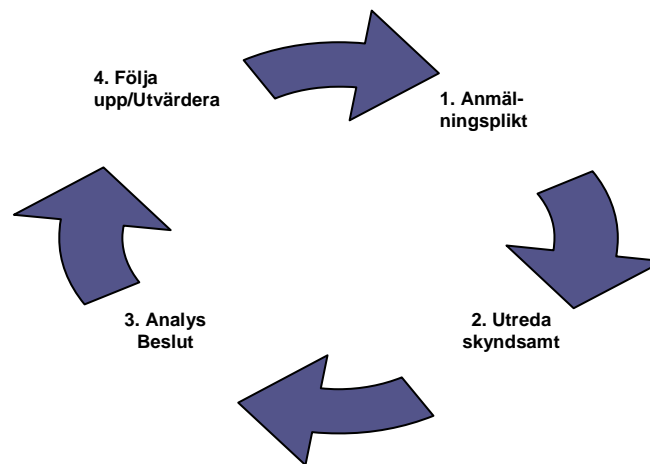 4. Följa
upp/Utvärdera
1. Anmäl-
ningsplikt
3. Analys
Beslut
2. Utreda
skyndsamt